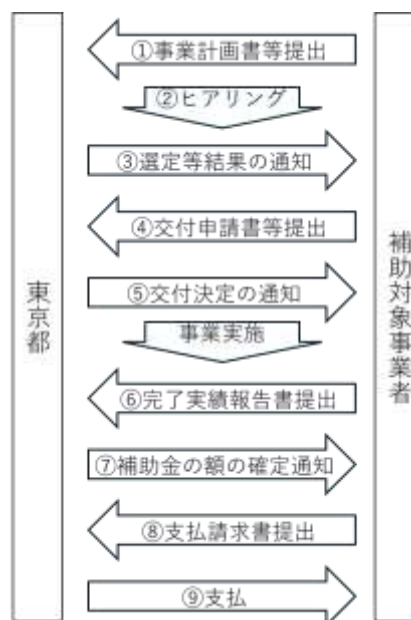 ①事業計画書等提出
②ヒアリング
③選定等結果の通知
④交付申請書等提出
⑤交付決定の通知
事業実施
⑥完了実績報告書提出
⑦補助金の額の確定通知
⑧支払請求書提出
⑨支払
東京都
補助対象事業者